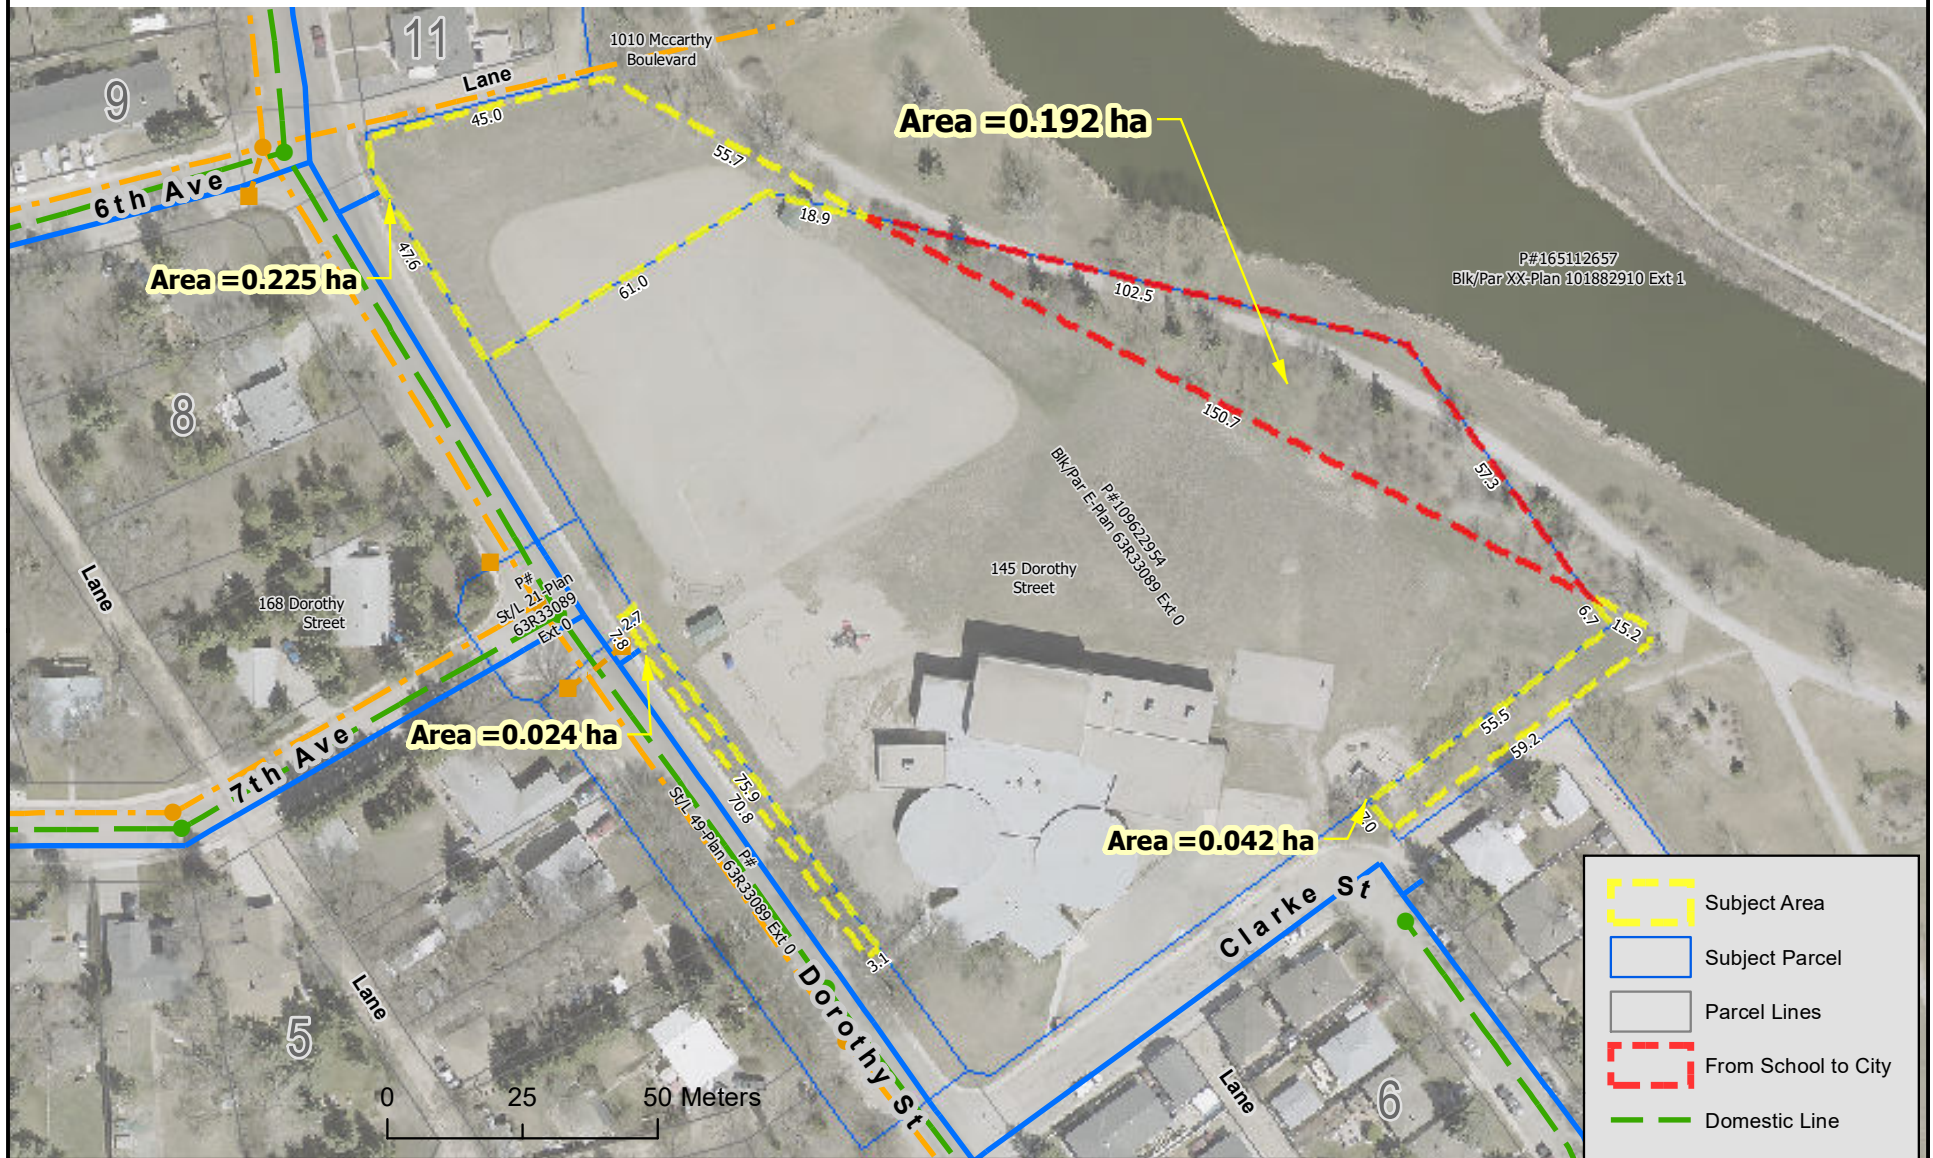 11
1010 Mccarthy
Boulevard
9
Lane
45.0
Area =0.192 ha
55.7
6th Ave
18.9
47.6
Area =0.225 ha
61.0
102.5
P#165112657
Blk/Par XX-Plan 101882910 Ext 1
8
150.7
57.3
P#109622954
Blk/Par E-Plan 63R33089 Ext 0
145 Dorothy
Street
Lane
168 Dorothy
Street
P#
St/L 21-Plan
63R33089
Ext 0
2.7
7.8
6.7
15.2
Area =0.024 ha
55.5
59.2
7th Ave
75.9
70.8
P#
St/L 49-Plan 63R33089 Ext 0
7.0
Area =0.042 ha
Clarke St
3.1
Dorothy St
Lane
5
Lane
6
0 25 50 Meters
Subject Area
Subject Parcel
Parcel Lines
From School to City
Domestic Line